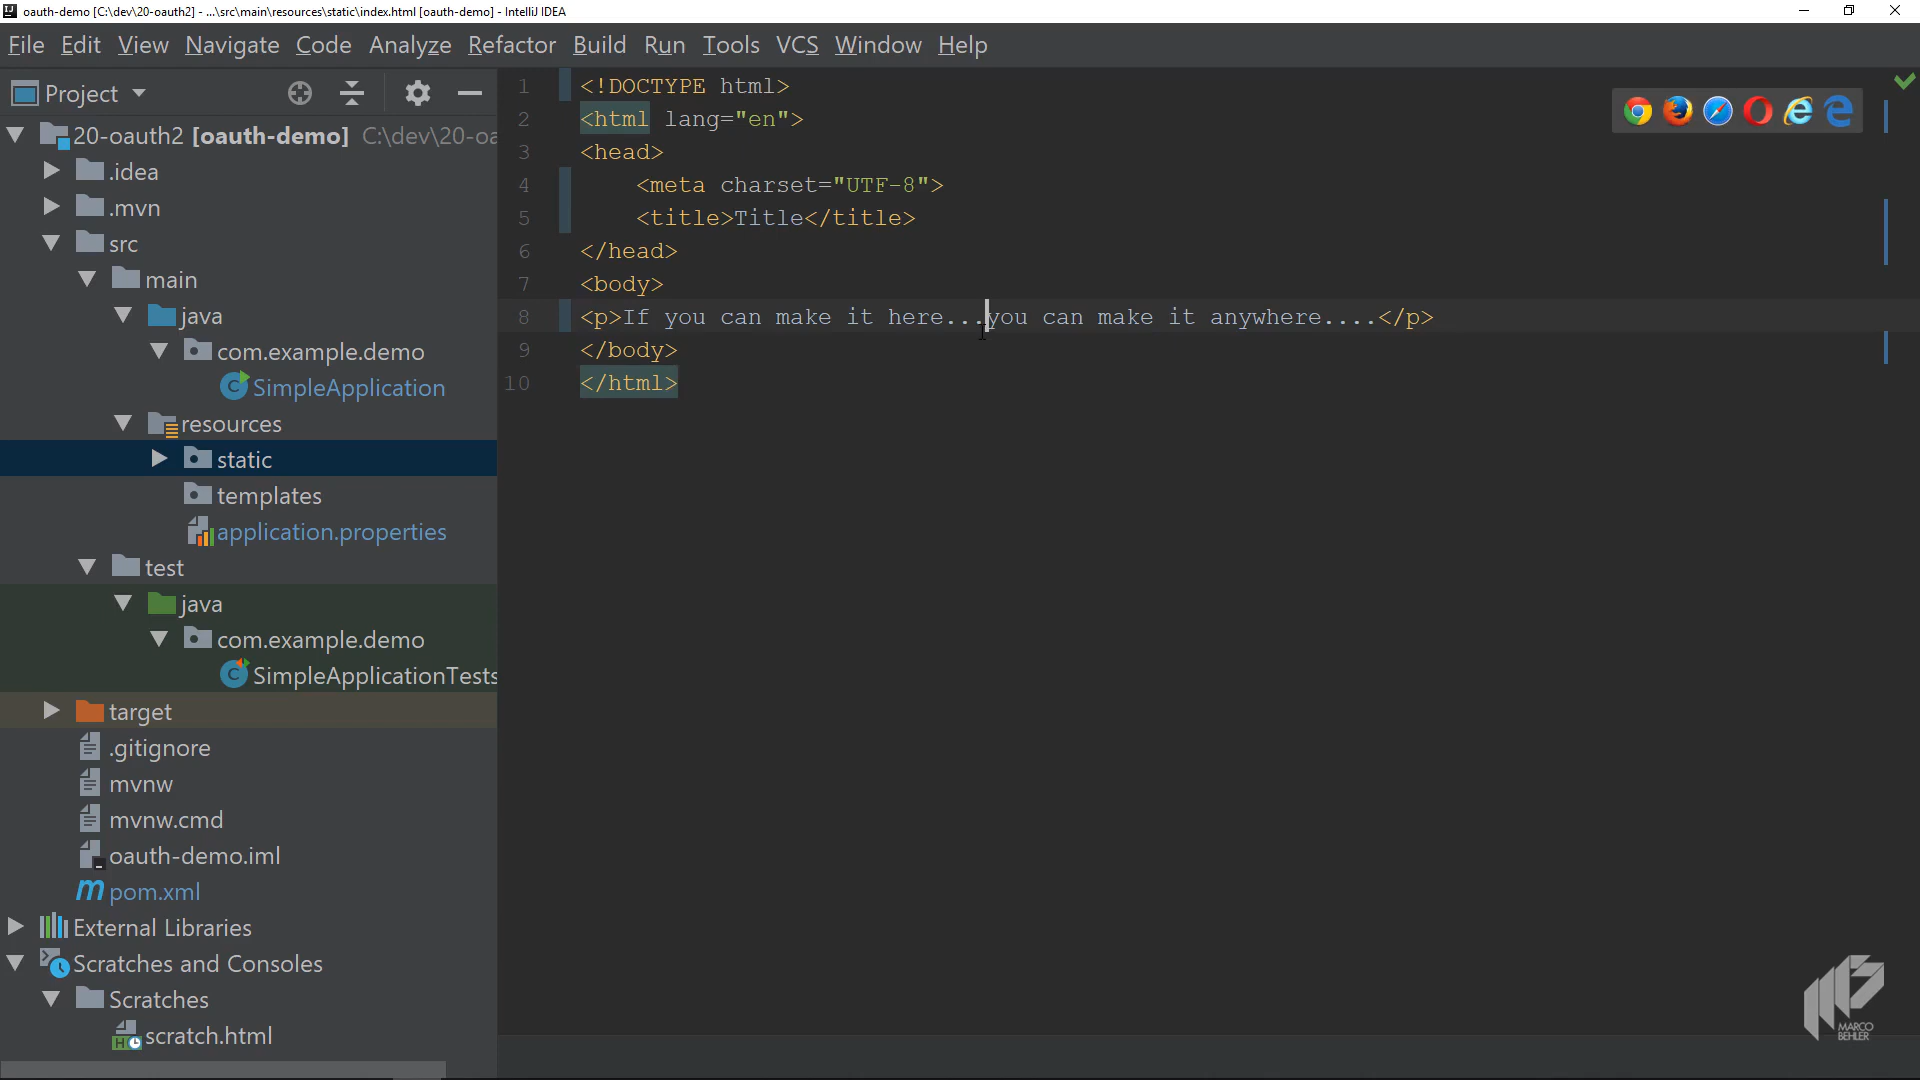 oauth-demo [C:\dev\20-oauth2] - ...\src\main\resources\static\index.html [oauth-demo] - IntelliJ IDEA
File Edit View Navigate Code Analyze Refactor Build Run Tools VCS Window Help
Project
20-oauth2 [oauth-demo] C:\dev\20-oa
.idea
.mvn
src
main
java
com.example.demo
SimpleApplication
resources
static
templates
application.properties
test
java
com.example.demo
SimpleApplicationTests
target
.gitignore
mvnw
mvnw.cmd
oauth-demo.iml
pom.xml
External Libraries
Scratches and Consoles
Scratches
scratch.html
1 <!DOCTYPE html>
2 <html lang="en">
3 <head>
4 <meta charset="UTF-8">
5 <title>Title</title>
6 </head>
7 <body>
8 <p>If you can make it here...you can make it anywhere....</p>
9 </body>
10 </html>
MARCO
BEHLER